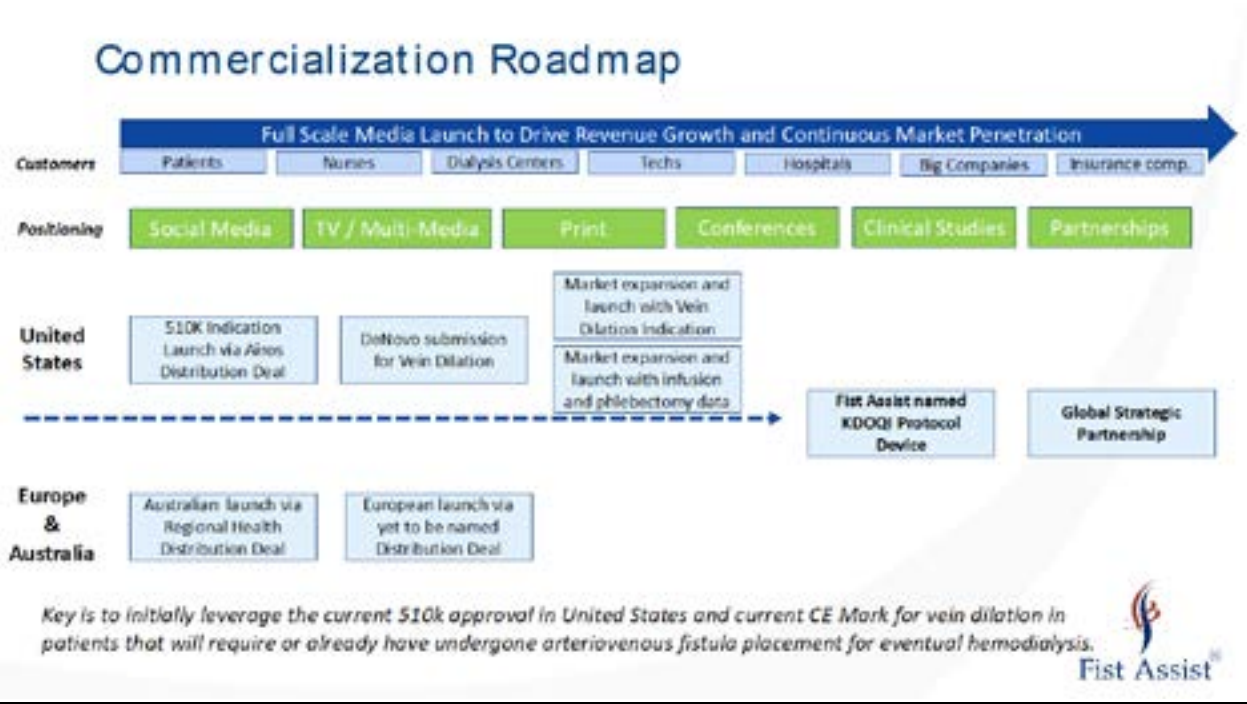 Commercialization Roadmap
Full Scale Media Launch to Drive Revenue Growth and Continuous Market Penetration
Customers
Patients
Nurses
Dialysis Centers
Techs
Hospitals
Big Companies
Insurance comp.
Positioning
Social Media
TV / Multi-Media
Print
Conferences
Clinical Studies
Partnerships
United
States
510K Indication
Launch via Airos
Distribution Deal
DeNovo submission
for Vein Dilation
Market expansion and
launch with Vein
Dilation Indication
Market expansion and
launch with infusion
and phlebectomy data
Fist Assist named
KDOQI Protocol
Device
Global Strategic
Partnership
Europe
&
Australia
Australian launch via
Regional Health
Distribution Deal
European launch via
yet to be named
Distribution Deal
Key is to initially leverage the current 510k approval in United States and current CE Mark for vein dilation in
patients that will require or already have undergone arteriovenous fistula placement for eventual hemodialysis.
Fist Assist®